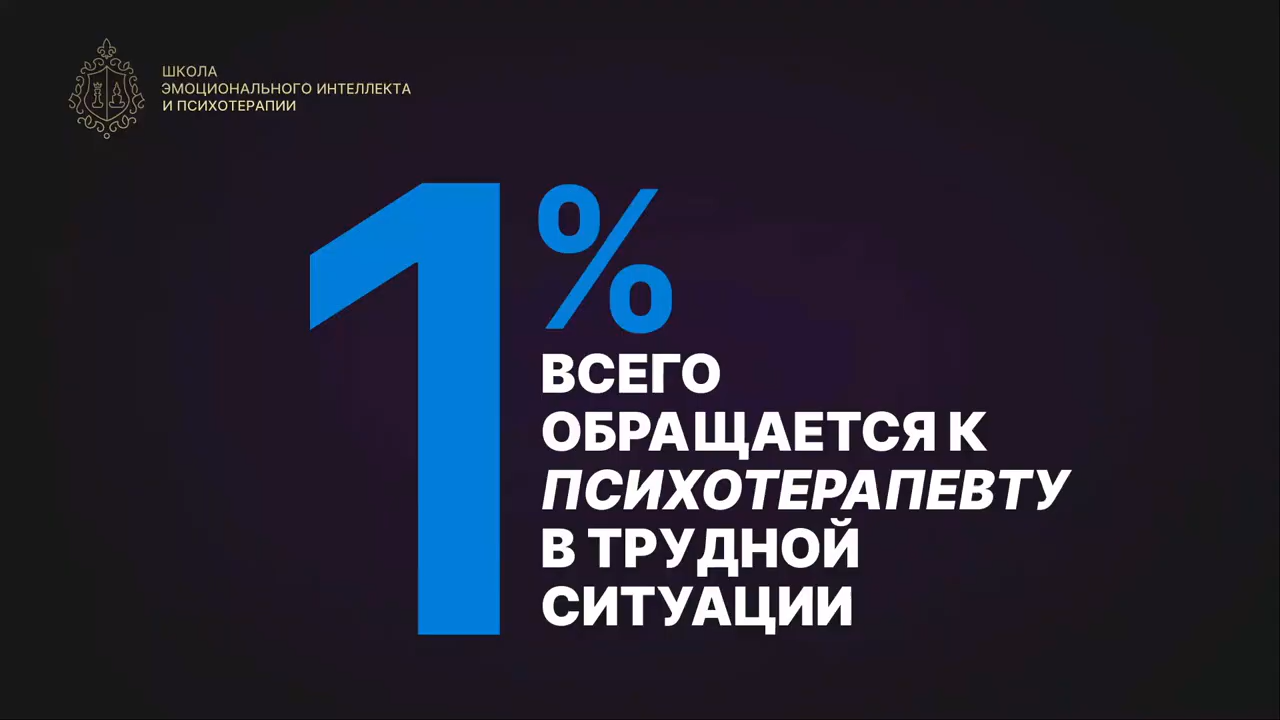 ШКОЛА
ЭМОЦИОНАЛЬНОГО ИНТЕЛЛЕКТА
И ПСИХОТЕРАПИИ
1%
ВСЕГО
ОБРАЩАЕТСЯ К
ПСИХОТЕРАПЕВТУ
В ТРУДНОЙ
СИТУАЦИИ